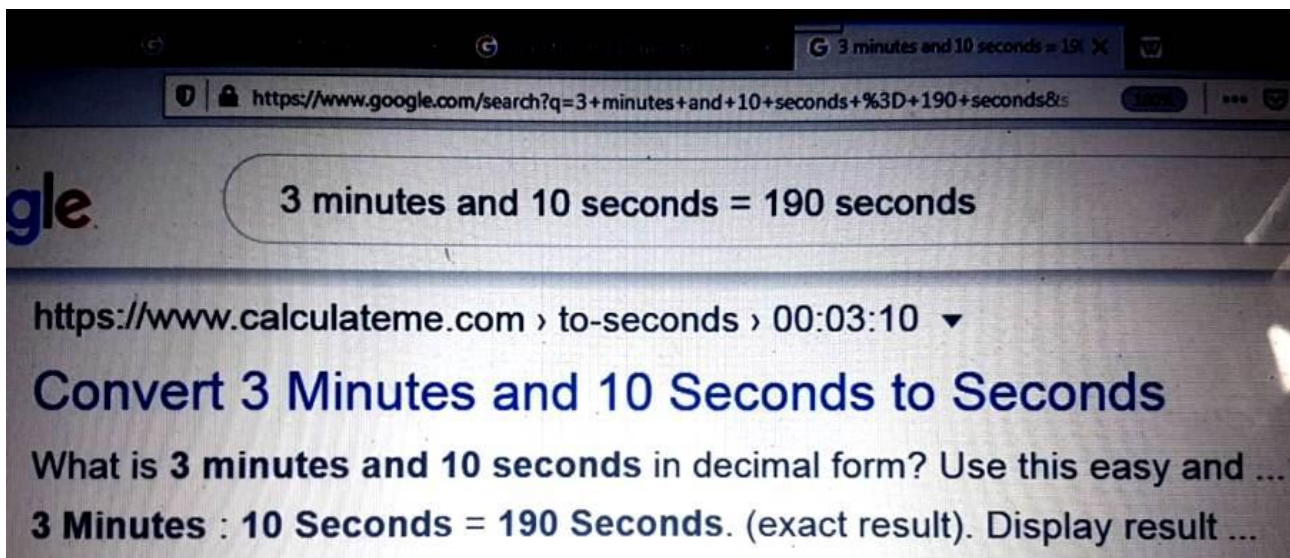 G 3 minutes and 10 seconds = 19
https://www.google.com/search?q=3+minutes+and+10+seconds+%3D+190+seconds&s
gle
3 minutes and 10 seconds = 190 seconds
https://www.calculateme.com › to-seconds › 00:03:10
Convert 3 Minutes and 10 Seconds to Seconds
What is 3 minutes and 10 seconds in decimal form? Use this easy and ...
3 Minutes : 10 Seconds = 190 Seconds. (exact result). Display result ...